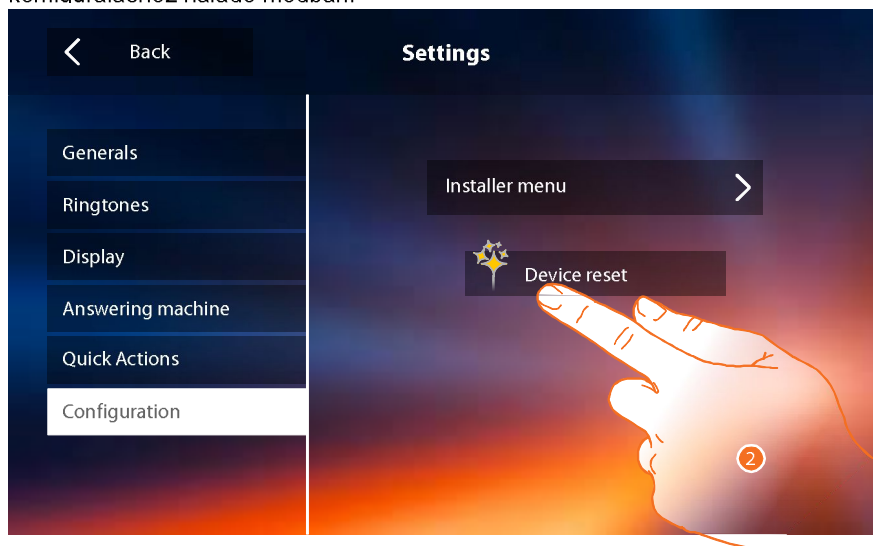 Back
Settings
Generals
Ringtones
Display
Answering machine
Quick Actions
Configuration
Installer menu
Device reset
2